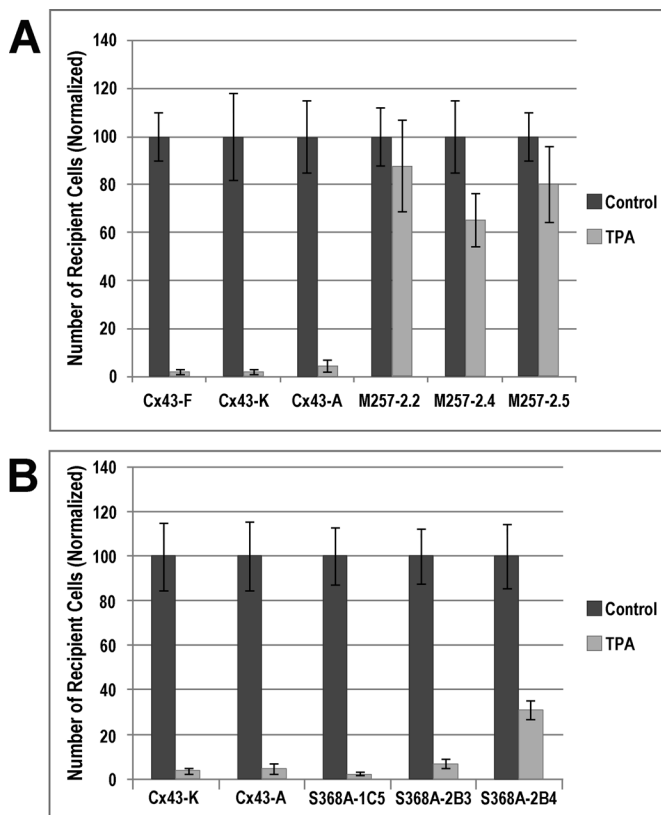 A
Number of Recipient Cells (Normalized)
140
120
100
80
60
40
20
0
Cx43-F Cx43-K Cx43-A M257-2.2 M257-2.4 M257-2.5
Control
TPA
B
Number of Recipient Cells (Normalized)
140
120
100
80
60
40
20
0
Cx43-K Cx43-A S368A-1C5 S368A-2B3 S368A-2B4
Control
TPA